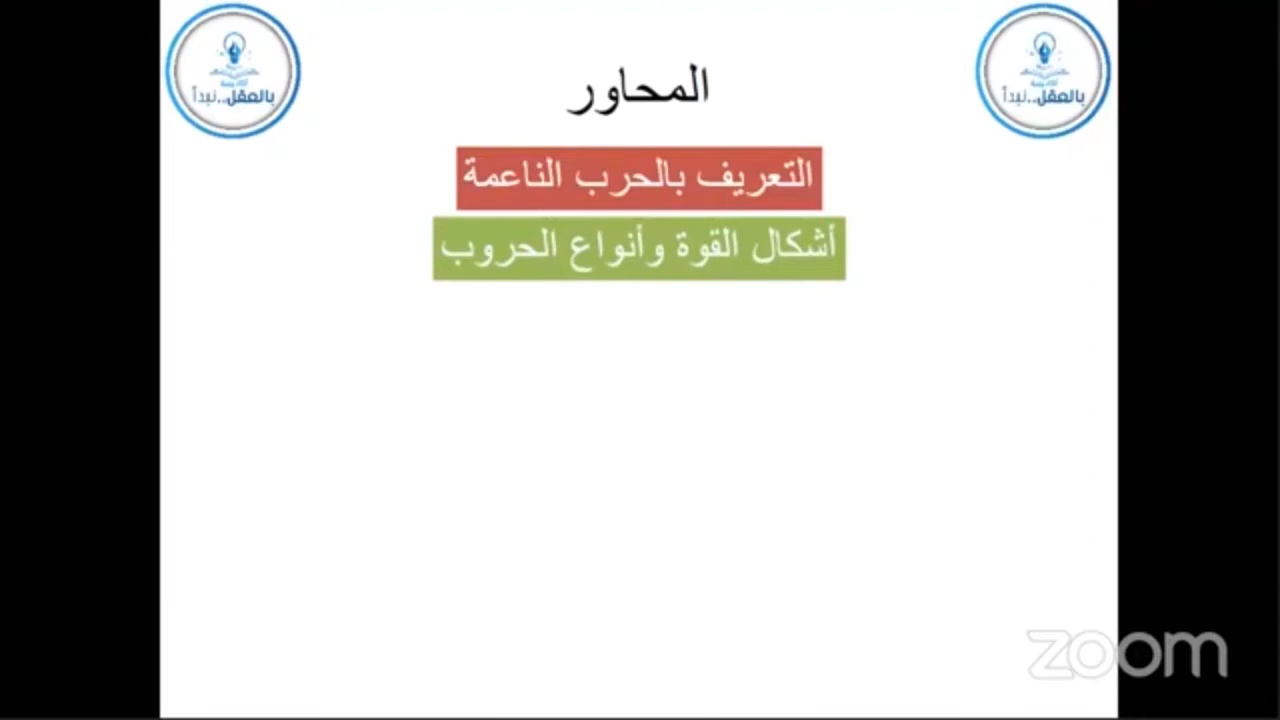 المحاور
التعريف بالحرب الناعمة
أشكال القوة وأنواع الحروب
بالعقل..نبدأ
بالعقل..نبدأ
zoom